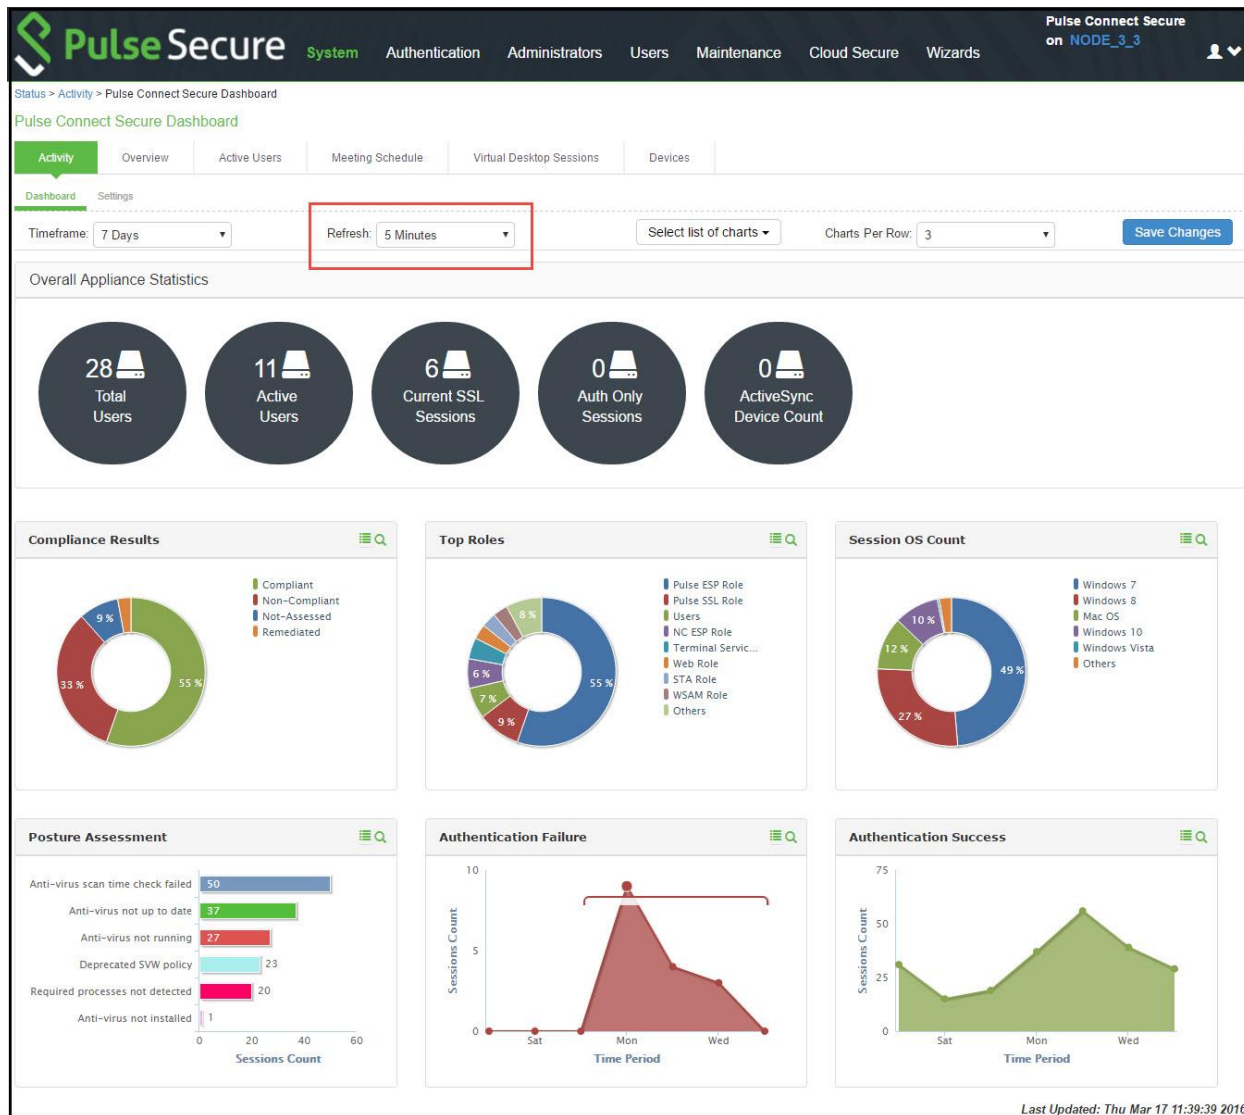 Pulse Secure
System Authentication Administrators Users Maintenance Cloud Secure Wizards
Pulse Connect Secure
on NODE_3_3
Status > Activity > Pulse Connect Secure Dashboard
Pulse Connect Secure Dashboard
Activity Overview Active Users Meeting Schedule Virtual Desktop Sessions Devices
Dashboard Settings
Timeframe: 7 Days Refresh: 5 Minutes Select list of charts Charts Per Row: 3 Save Changes
Overall Appliance Statistics
28
Total
Users
11
Active
Users
6
Current SSL
Sessions
0
Auth Only
Sessions
0
ActiveSync
Device Count
Compliance Results
Compliant
Non-Compliant
Not-Assessed
Remediated
9 %
33 %
55 %
Top Roles
Pulse ESP Role
Pulse SSL Role
Users
NC ESP Role
Terminal Servic...
Web Role
STA Role
WSAM Role
Others
8 %
6 %
7 %
9 %
55 %
Session OS Count
Windows 7
Windows 8
Mac OS
Windows 10
Windows Vista
Others
10 %
12 %
27 %
49 %
Posture Assessment
Anti-virus scan time check failed 50
Anti-virus not up to date 37
Anti-virus not running 27
Deprecated SVW policy 23
Required processes not detected 20
Anti-virus not installed 1
0 20 40 60
Sessions Count
Authentication Failure
10
5
0
Sessions Count
Sat Mon Wed
Time Period
Authentication Success
75
50
25
0
Sessions Count
Sat Mon Wed
Time Period
Last Updated: Thu Mar 17 11:39:39 2016